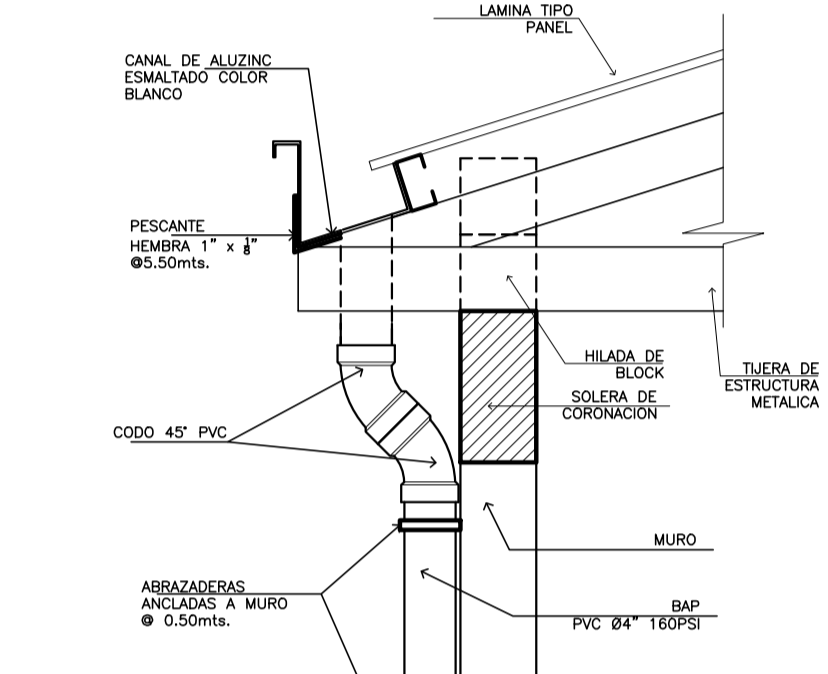 LAMINA TIPO
PANEL
CANAL DE ALUZINC
ESMALTADO COLOR
BLANCO
PESCANTE
HEMBRA 1" x 1/8"
@5.50mts.
HILADA DE
BLOCK
TIJERA DE
ESTRUCTURA
METALICA
SOLERA DE
CORONACION
CODO 45° PVC
MURO
ABRAZADERAS
ANCLADAS A MURO
@ 0.50mts.
BAP
PVC Ø4" 160PSI